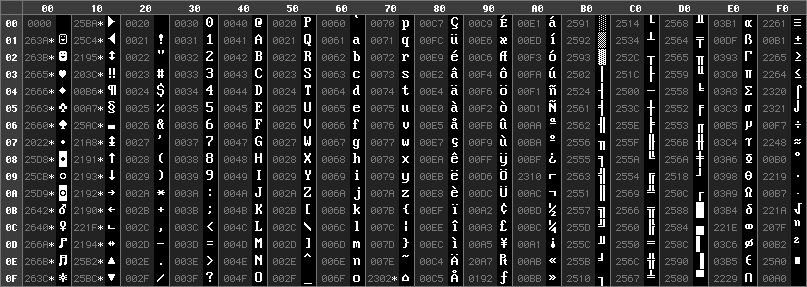 00 10 20 30 40 50 60 70 80 90 A0 B0 C0 D0 E0 F0
00 0000 25BA* ► 0020 0030 0 0040 @ 0050 P 0060 ` 0070 p 00C7 Ç 00C9 É 00E1 á 2591 ░ 2514 └ 2568 ╨ 03B1 α 2261 ≡
01 263A* ☺ 25C4* ◄ 0021 ! 0031 1 0041 A 0051 Q 0061 a 0071 q 00FC ü 00E6 æ 00ED í 2592 ▒ 2534 ┴ 2564 ╤ 00DF ß 00B1 ±
02 263B* ☻ 2195* ↕ 0022 " 0032 2 0042 B 0052 R 0062 b 0072 r 00E9 é 00C6 Æ 00F3 ó 2593 ▓ 252C ┬ 2565 ╥ 0393 Γ 2265 ≥
03 2665* ♥ 203C* ‼ 0023 # 0033 3 0043 C 0053 S 0063 c 0073 s 00E2 â 00F4 ô 00FA ú 2502 │ 251C ├ 2559 ╙ 03C0 π 2264 ≤
04 2666* ♦ 00B6* ¶ 0024 $ 0034 4 0044 D 0054 T 0064 d 0074 t 00E4 ä 00F6 ö 00F1 ñ 2524 ┤ 2500 ─ 2558 ╘ 03A3 Σ 2320 ⌠
05 2663* ♣ 00A7* § 0025 % 0035 5 0045 E 0055 U 0065 e 0075 u 00E0 à 00F2 ò 00D1 Ñ 2561 ╡ 253C ┼ 2552 ╒ 03C3 σ 2321 ⌡
06 2660* ♠ 25AC* ▬ 0026 & 0036 6 0046 F 0056 V 0066 f 0076 v 00E5 å 00FB û 00AA ª 2562 ╢ 255E ╞ 2553 ╓ 00B5 µ 00F7 ÷
07 2022* • 21A8* ↨ 0027 ' 0037 7 0047 G 0057 W 0067 g 0077 w 00E7 ç 00F9 ù 00BA º 2556 ╖ 255F ╟ 256B ╫ 03C4 τ 2248 ≈
08 25D8* ◘ 2191* ↑ 0028 ( 0038 8 0048 H 0058 X 0068 h 0078 x 00EA ê 00FF ÿ 00BF ¿ 2555 ╕ 255A ╚ 256A ╪ 03A6 Φ 00B0 °
09 25CB* ○ 2193* ↓ 0029 ) 0039 9 0049 I 0059 Y 0069 i 0079 y 00EB ë 00D6 Ö 2310 ⌐ 2563 ╣ 2554 ╔ 2518 ┘ 0398 Θ 2219 ∙
0A 25D9* ◙ 2192* → 002A * 003A : 004A J 005A Z 006A j 007A z 00E8 è 00DC Ü 00AC ¬ 2551 ║ 2569 ╩ 250C ┌ 03A9 Ω 00B7 ·
0B 2642* ♂ 2190* ← 002B + 003B ; 004B K 005B [ 006B k 007B { 00EF ï 00A2 ¢ 00BD ½ 2557 ╗ 2566 ╦ 2588 █ 03B4 δ 221A √
0C 2640* ♀ 221F* ∟ 002C , 003C < 004C L 005C \ 006C l 007C | 00EE î 00A3 £ 00BC ¼ 255D ╝ 2560 ╠ 2584 ▄ 221E ∞ 207F ⁿ
0D 266A* ♪ 2194* ↔ 002D - 003D = 004D M 005D ] 006D m 007D } 00EC ì 00A5 ¥ 00A1 ¡ 255C ╜ 2550 ═ 258C ▌ 03C6 φ 00B2 ²
0E 266B* ♫ 25B2* ▲ 002E . 003E > 004E N 005E ^ 006E n 007E ~ 00C4 Ä 20A7 ₧ 00AB « 255B ╛ 256C ╬ 2590 ▐ 03B5 ε 25A0 ■
0F 263C* ☼ 25BC* ▼ 002F / 003F ? 004F O 005F _ 006F o 2302* ⌂ 00C5 Å 0192 ƒ 00BB » 2510 ┐ 2567 ╧ 2580 ▀ 2229 ∩ 00A0